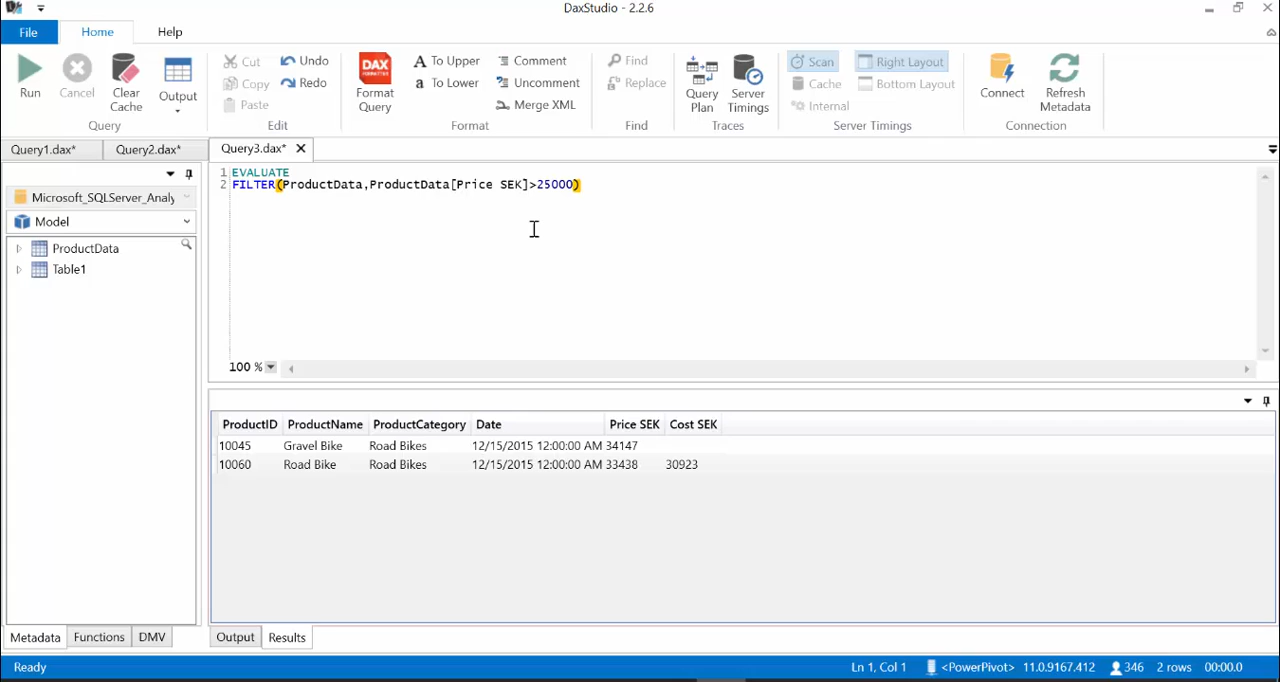 DaxStudio - 2.2.6
File Home Help
Run Cancel Clear Cache Output
Cut Copy Paste Undo Redo
DAX FORMATTER Format Query
To Upper To Lower Comment Uncomment Merge XML
Find Replace
Query Plan Server Timings
Scan Cache Internal Right Layout Bottom Layout
Connect Refresh Metadata
Query Edit Format Find Traces Server Timings Connection
Query1.dax* Query2.dax* Query3.dax*
Microsoft_SQLServer_Analy
Model
ProductData
Table1
1 EVALUATE
2 FILTER(ProductData,ProductData[Price SEK]>25000)
100 %
ProductID ProductName ProductCategory Date Price SEK Cost SEK
10045 Gravel Bike Road Bikes 12/15/2015 12:00:00 AM 34147
10060 Road Bike Road Bikes 12/15/2015 12:00:00 AM 33438 30923
Metadata Functions DMV Output Results
Ready Ln 1, Col 1 <PowerPivot> 11.0.9167.412 346 2 rows 00:00.0